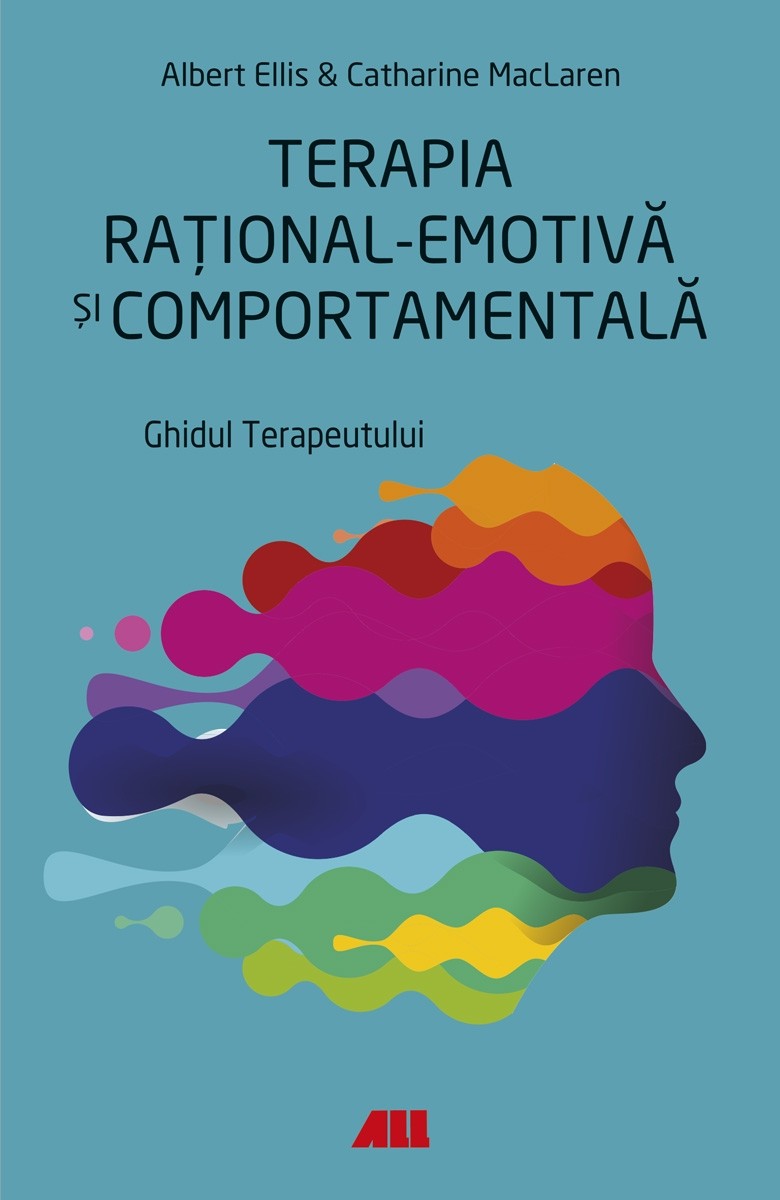 Albert Ellis & Catharine MacLaren
TERAPIA
RAȚIONAL-EMOTIVĂ
ȘI COMPORTAMENTALĂ
Ghidul Terapeutului
ALL